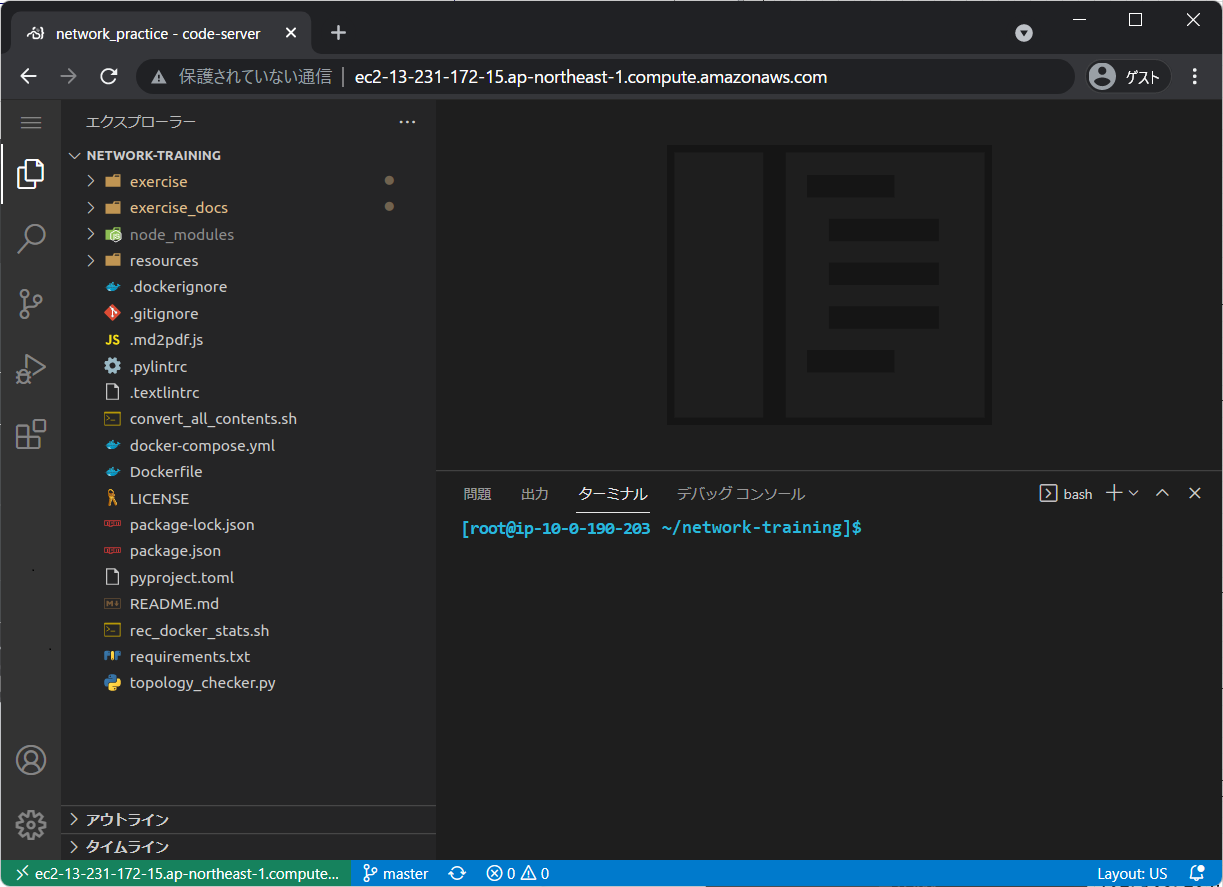 network_practice - code-server
保護されていない通信 ec2-13-231-172-15.ap-northeast-1.compute.amazonaws.com ゲスト
エクスプローラー
NETWORK-TRAINING
exercise
exercise_docs
node_modules
resources
.dockerignore
.gitignore
JS .md2pdf.js
.pylintrc
.textlintrc
convert_all_contents.sh
docker-compose.yml
Dockerfile
LICENSE
package-lock.json
package.json
pyproject.toml
README.md
rec_docker_stats.sh
requirements.txt
topology_checker.py
アウトライン
タイムライン
問題 出力 ターミナル デバッグ コンソール bash
[root@ip-10-0-190-203 ~/network-training]$
ec2-13-231-172-15.ap-northeast-1.compute... master 0 0 Layout: US